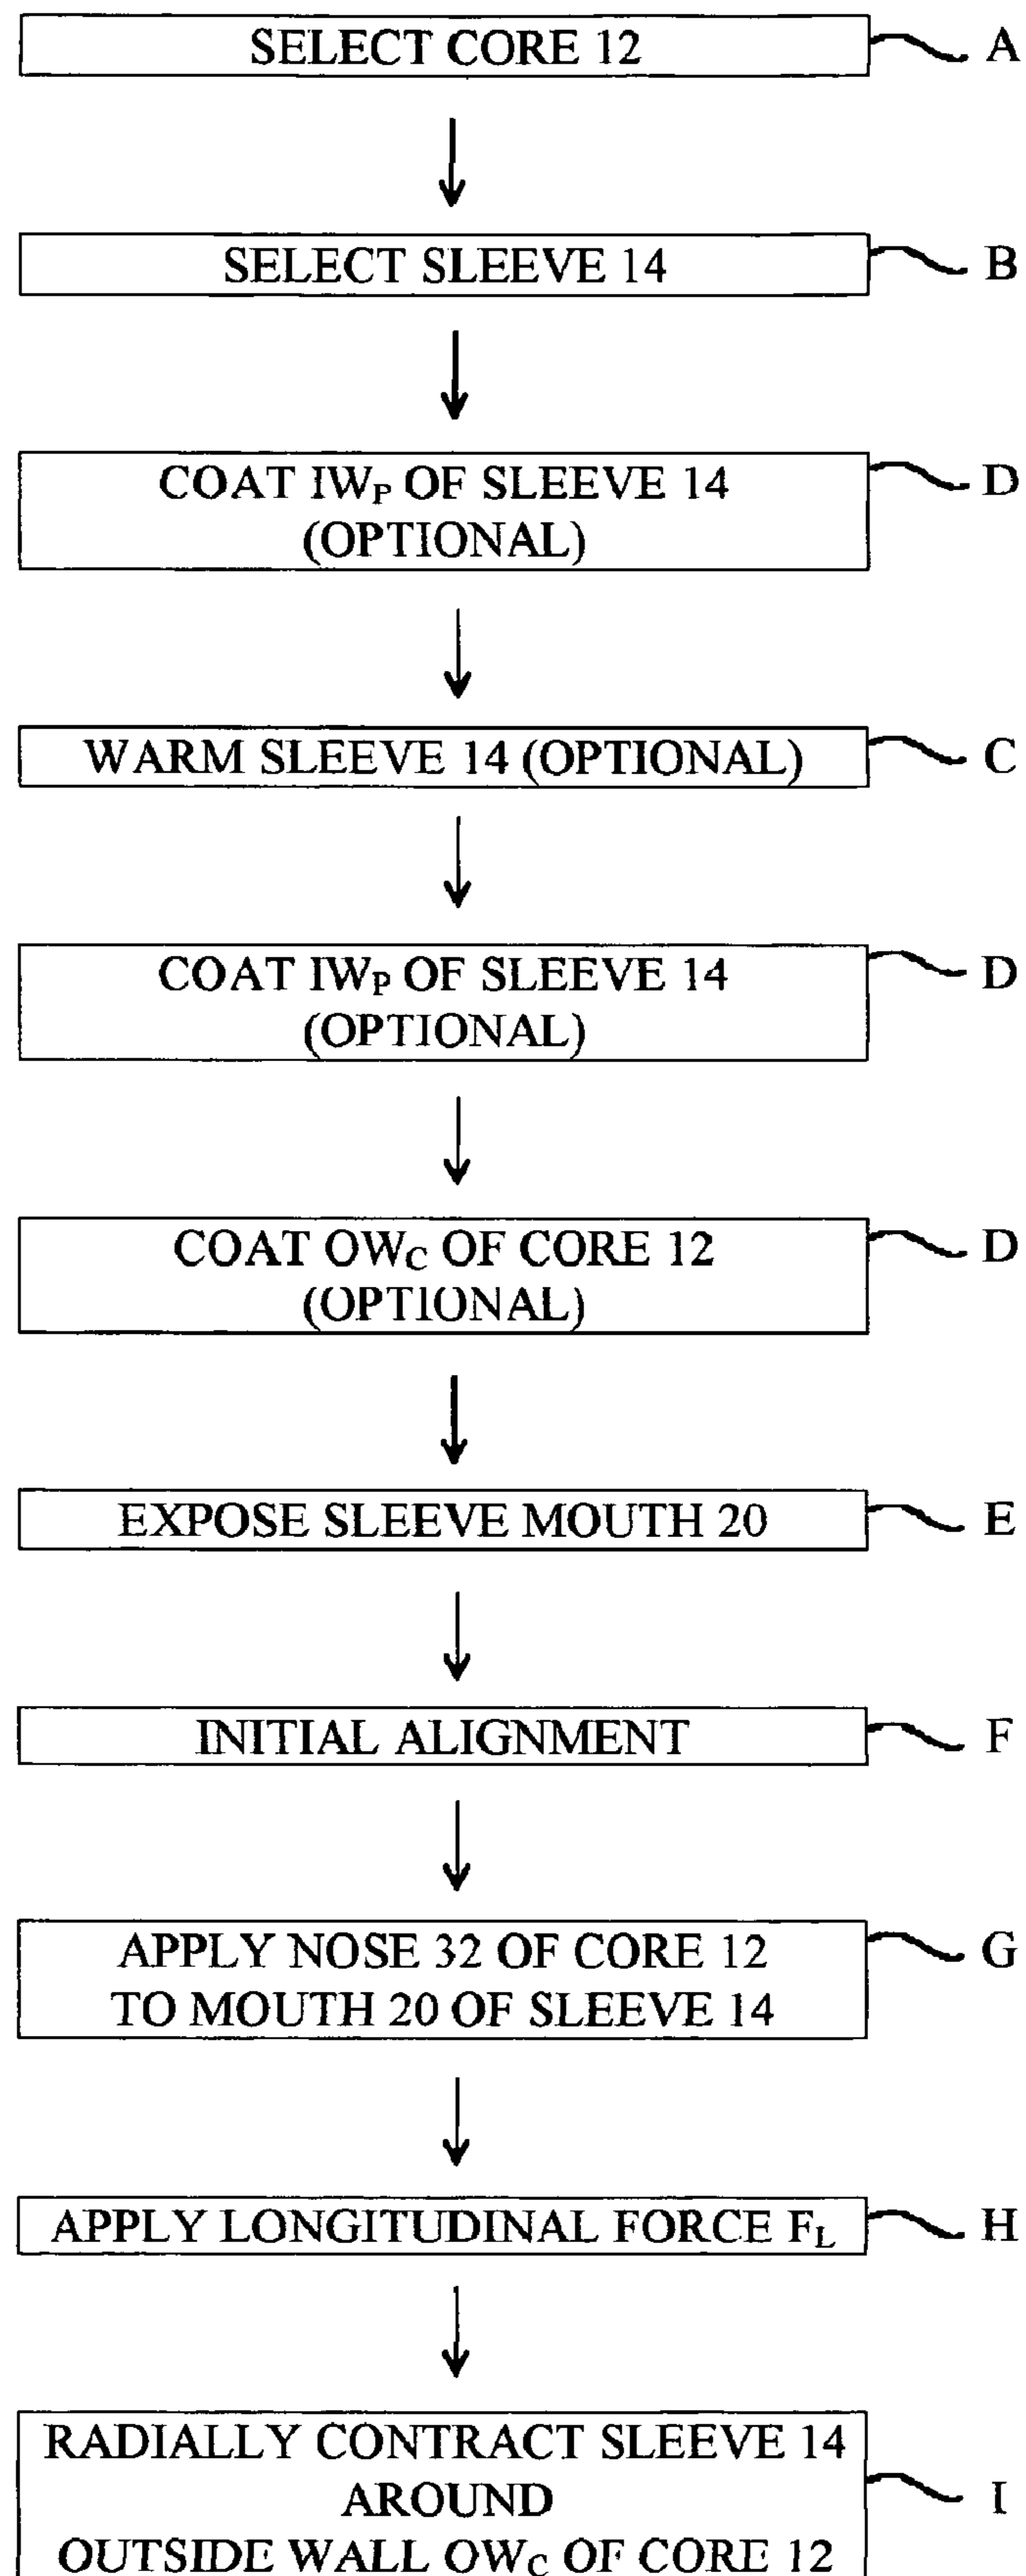 SELECT CORE 12
A
SELECT SLEEVE 14
B
COAT IWP OF SLEEVE 14
(OPTIONAL)
D
WARM SLEEVE 14 (OPTIONAL)
C
COAT IWP OF SLEEVE 14
(OPTIONAL)
D
COAT OWC OF CORE 12
(OPTIONAL)
D
EXPOSE SLEEVE MOUTH 20
E
INITIAL ALIGNMENT
F
APPLY NOSE 32 OF CORE 12
TO MOUTH 20 OF SLEEVE 14
G
APPLY LONGITUDINAL FORCE FL
H
RADIALLY CONTRACT SLEEVE 14
AROUND
OUTSIDE WALL OWC OF CORE 12
I